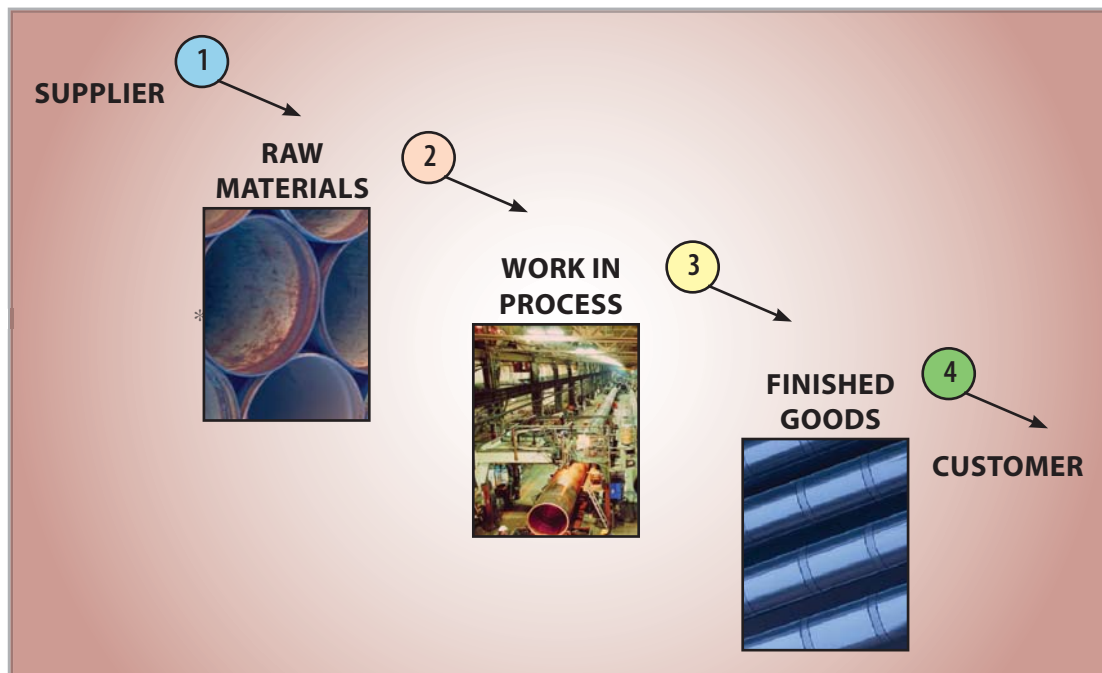 1
SUPPLIER
RAW
MATERIALS
2
WORK IN
PROCESS
3
*
FINISHED
GOODS
4
CUSTOMER